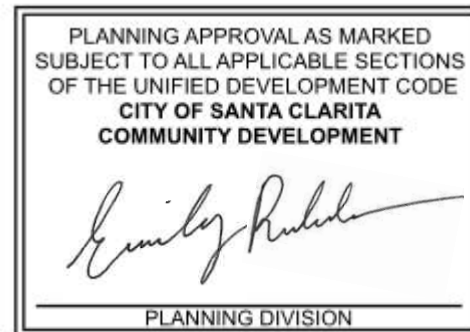 PLANNING APPROVAL AS MARKED
SUBJECT TO ALL APPLICABLE SECTIONS
OF THE UNIFIED DEVELOPMENT CODE
CITY OF SANTA CLARITA
COMMUNITY DEVELOPMENT
Emily
PLANNING DIVISION